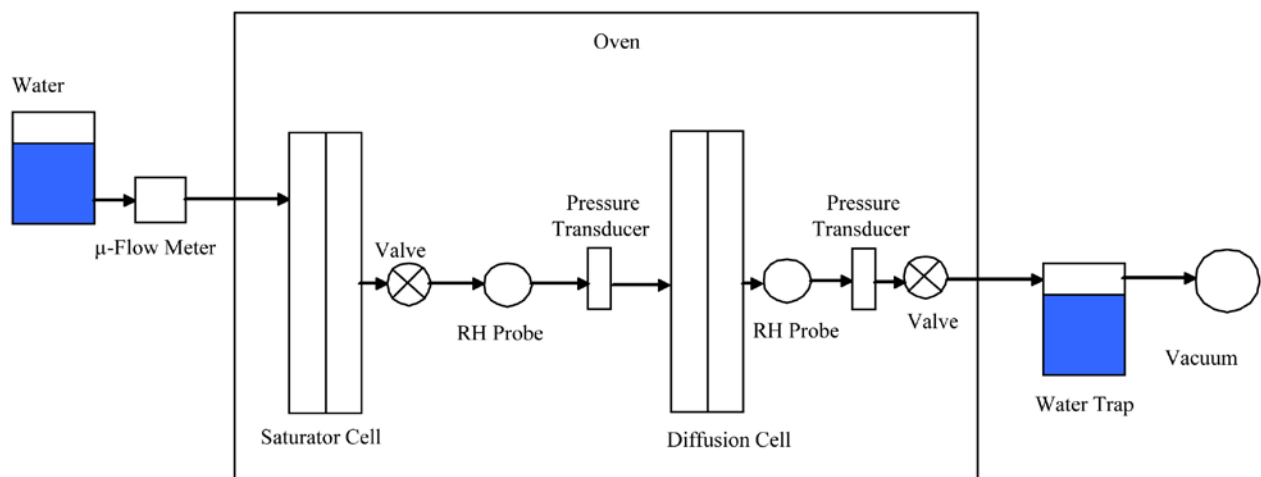 Oven
Water
μ-Flow Meter
Saturator Cell
Valve
RH Probe
Pressure
Transducer
Diffusion Cell
RH Probe
Pressure
Transducer
Valve
Water Trap
Vacuum